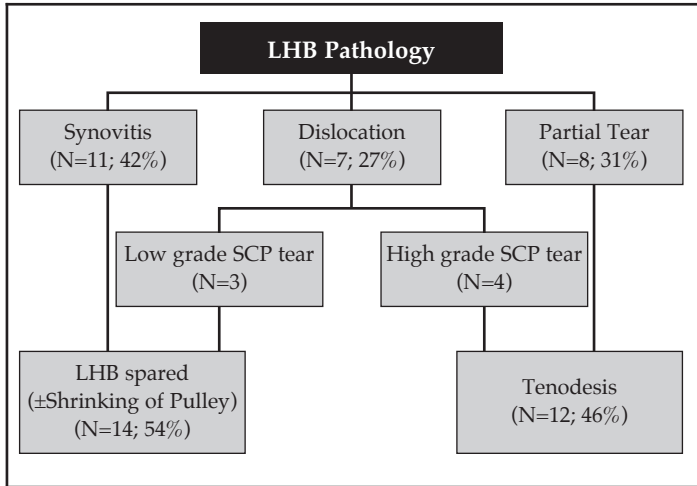 LHB Pathology
Synovitis
(N=11; 42%)
Dislocation
(N=7; 27%)
Partial Tear
(N=8; 31%)
Low grade SCP tear
(N=3)
High grade SCP tear
(N=4)
LHB spared
(±Shrinking of Pulley)
(N=14; 54%)
Tenodesis
(N=12; 46%)